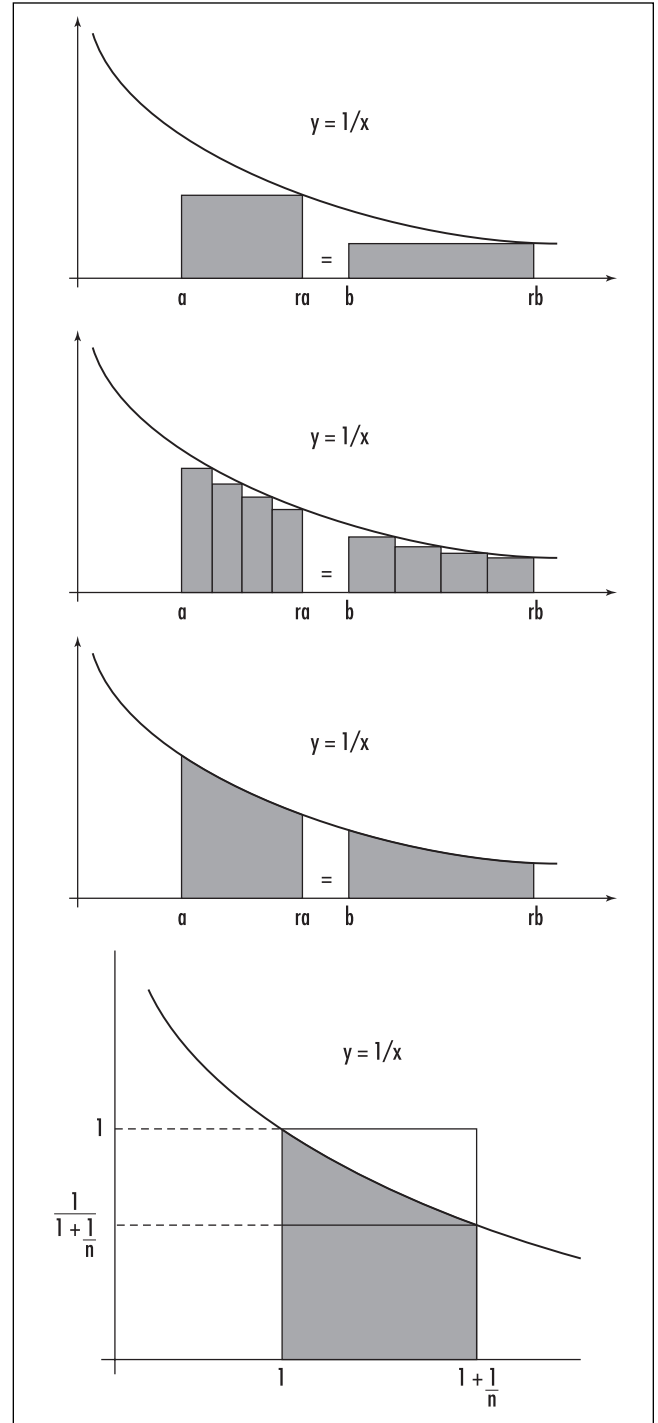 y = 1/x
=
a ra b rb
y = 1/x
=
a ra b rb
y = 1/x
=
a ra b rb
y = 1/x
1
1
1 + 1
n
1 1 + 1
n